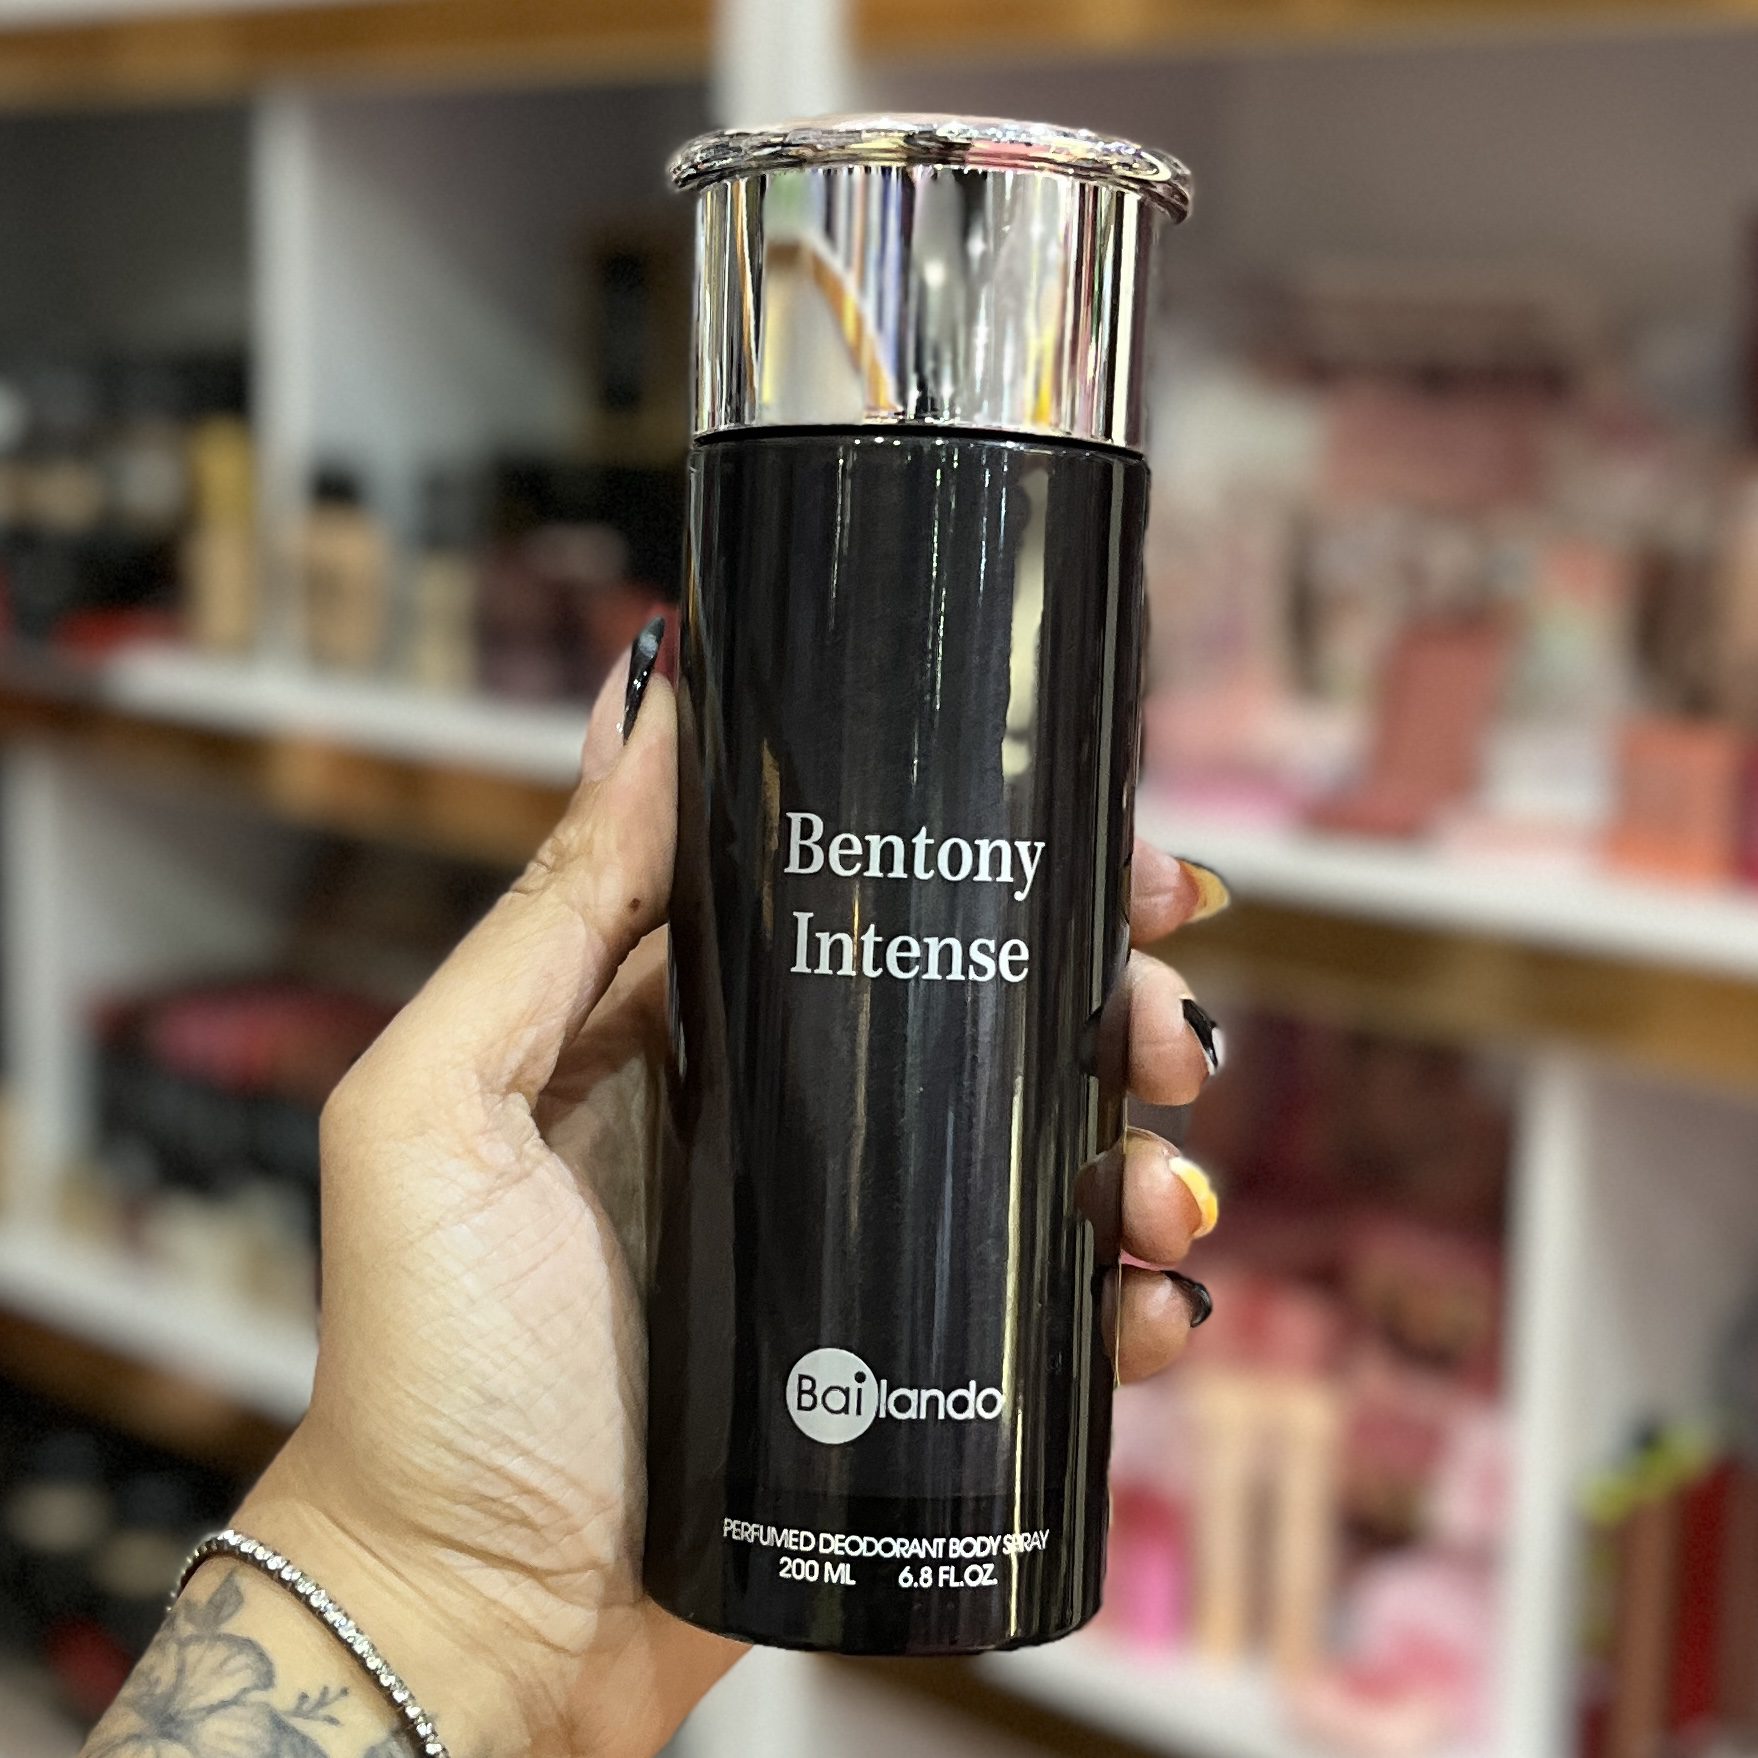 Bentony
Intense
Bailando
PERFUMED DEODORANT BODY SPRAY
200 ML 6.8 FL.OZ.